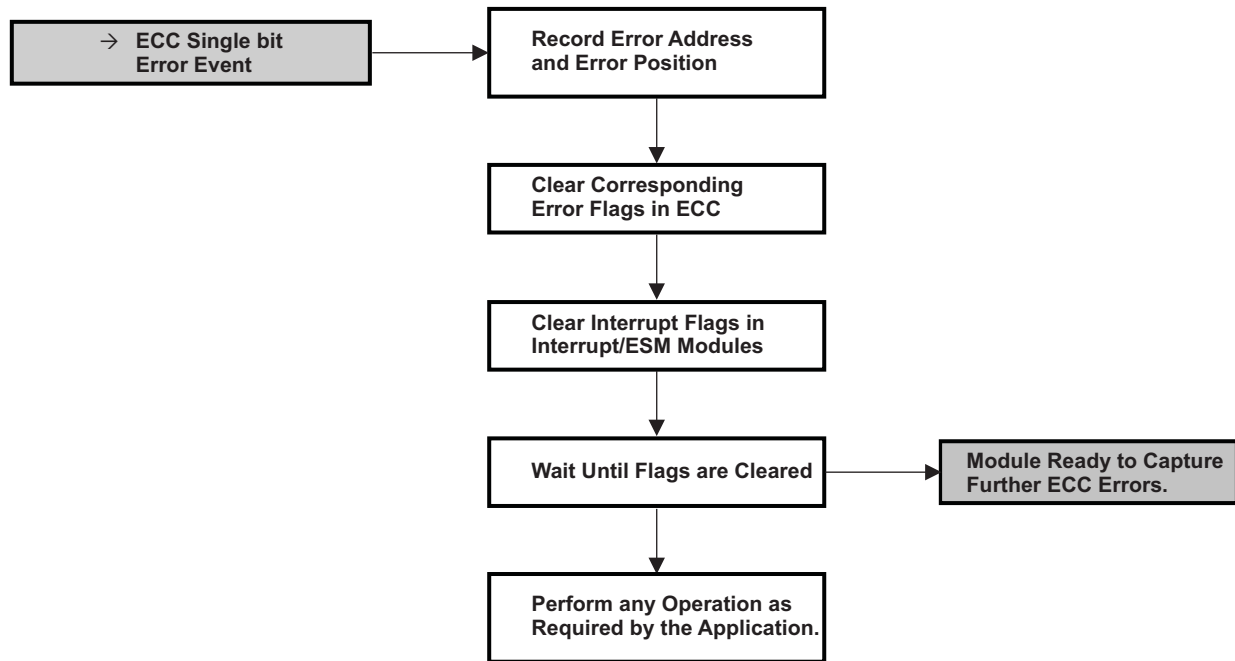 → ECC Single bit
Error Event
Record Error Address
and Error Position
Clear Corresponding
Error Flags in ECC
Clear Interrupt Flags in
Interrupt/ESM Modules
Wait Until Flags are Cleared
Module Ready to Capture
Further ECC Errors.
Perform any Operation as
Required by the Application.